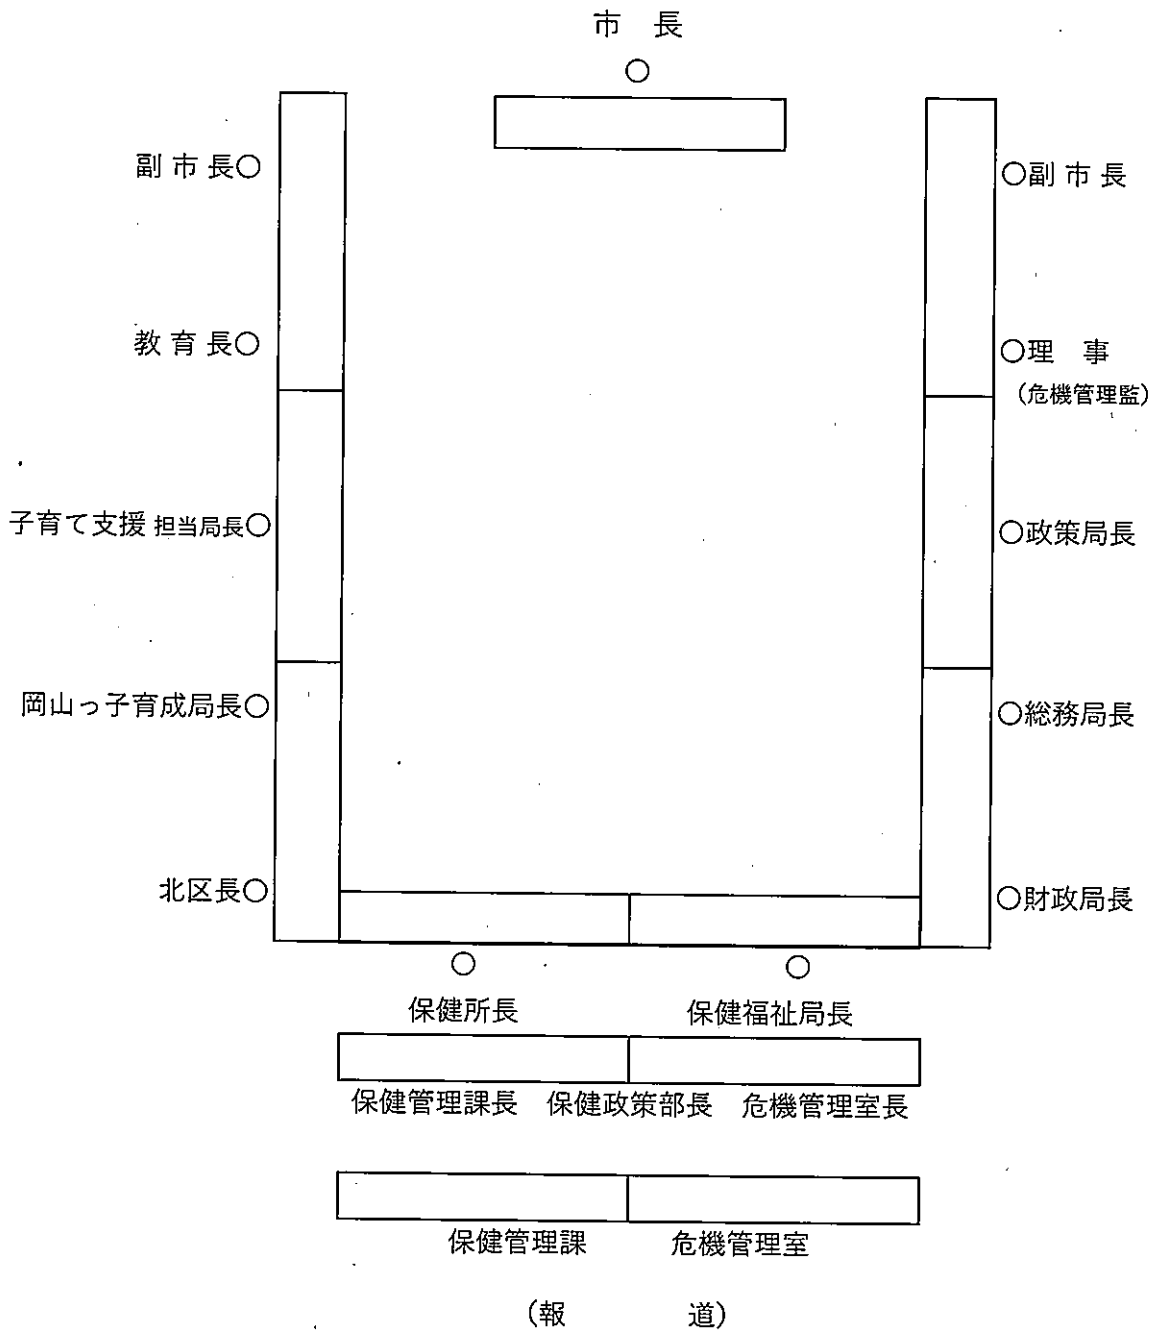 市 長
○
副 市 長○
○副 市 長
教 育 長○
○理 事
（危機管理監）
子育て支援 担当局長○
○政策局長
岡山っ子育成局長○
○総務局長
北区長○
○財政局長
○ ○
保健所長 保健福祉局長
保健管理課長 保健政策部長 危機管理室長
保健管理課 危機管理室
（報 道）